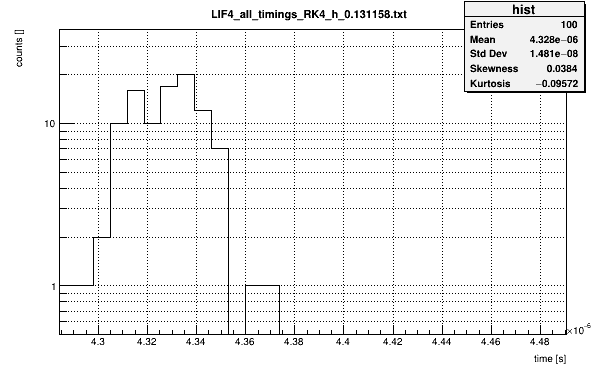 LIF4_all_timings_RK4_h_0.131158.txt
hist
Entries 100
Mean 4.328e−06
Std Dev 1.481e−08
Skewness 0.0384
Kurtosis −0.09572
counts []
10
1
4.3 4.32 4.34 4.36 4.38 4.4 4.42 4.44 4.46 4.48
×10−6
time [s]